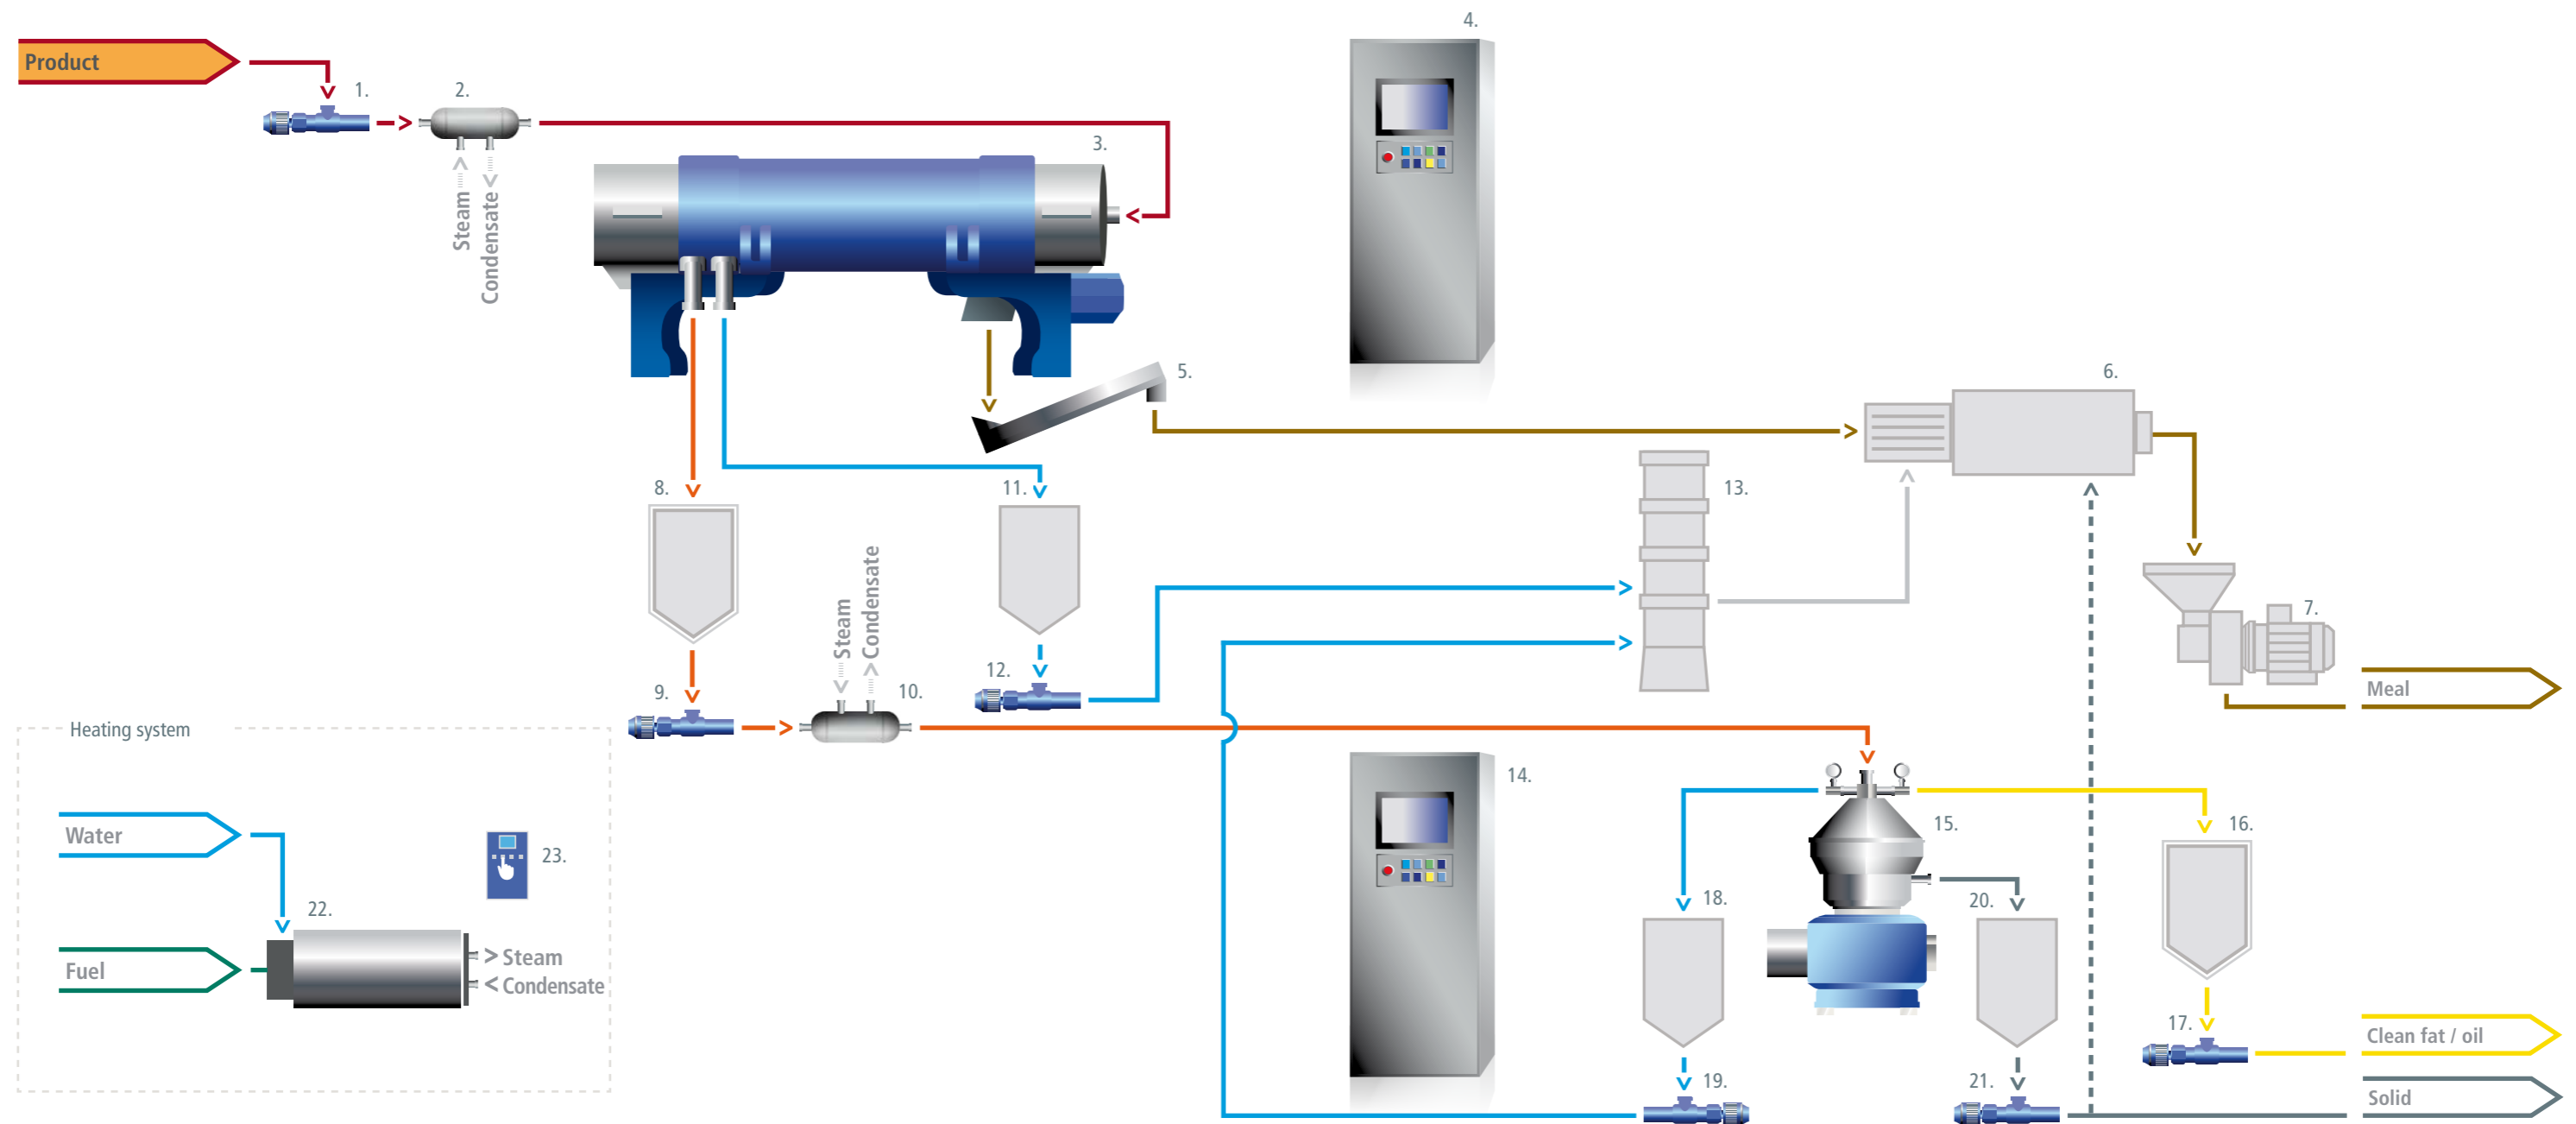 4.
Product
1.
2.
3.
Steam
Condensate
5.
6.
8.
11.
13.
Steam
Condensate
7.
12.
9.
10.
Meal
Heating system
14.
Water
23.
15.
16.
22.
18.
20.
Fuel
> Steam
< Condensate
17.
Clean fat / oil
19.
21.
Solid